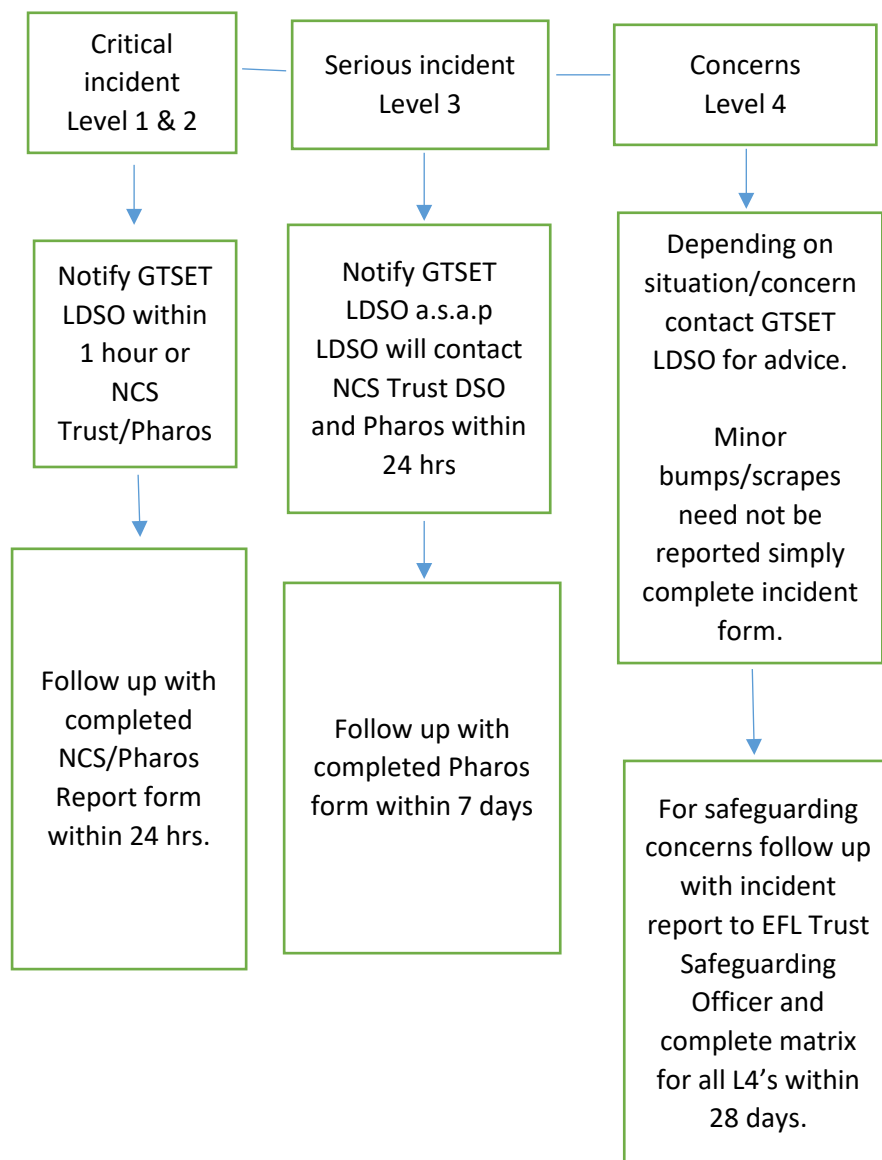 Critical
incident
Level 1 & 2
Serious incident
Level 3
Concerns
Level 4
Notify GTSET
LDSO within
1 hour or
NCS
Trust/Pharos
Notify GTSET
LDSO a.s.a.p
LDSO will contact
NCS Trust DSO
and Pharos within
24 hrs
Depending on
situation/concern
contact GTSET
LDSO for advice.
Minor
bumps/scrapes
need not be
reported simply
complete incident
form.
Follow up with
completed
NCS/Pharos
Report form
within 24 hrs.
Follow up with
completed Pharos
form within 7 days
For safeguarding
concerns follow up
with incident
report to EFL Trust
Safeguarding
Officer and
complete matrix
for all L4’s within
28 days.